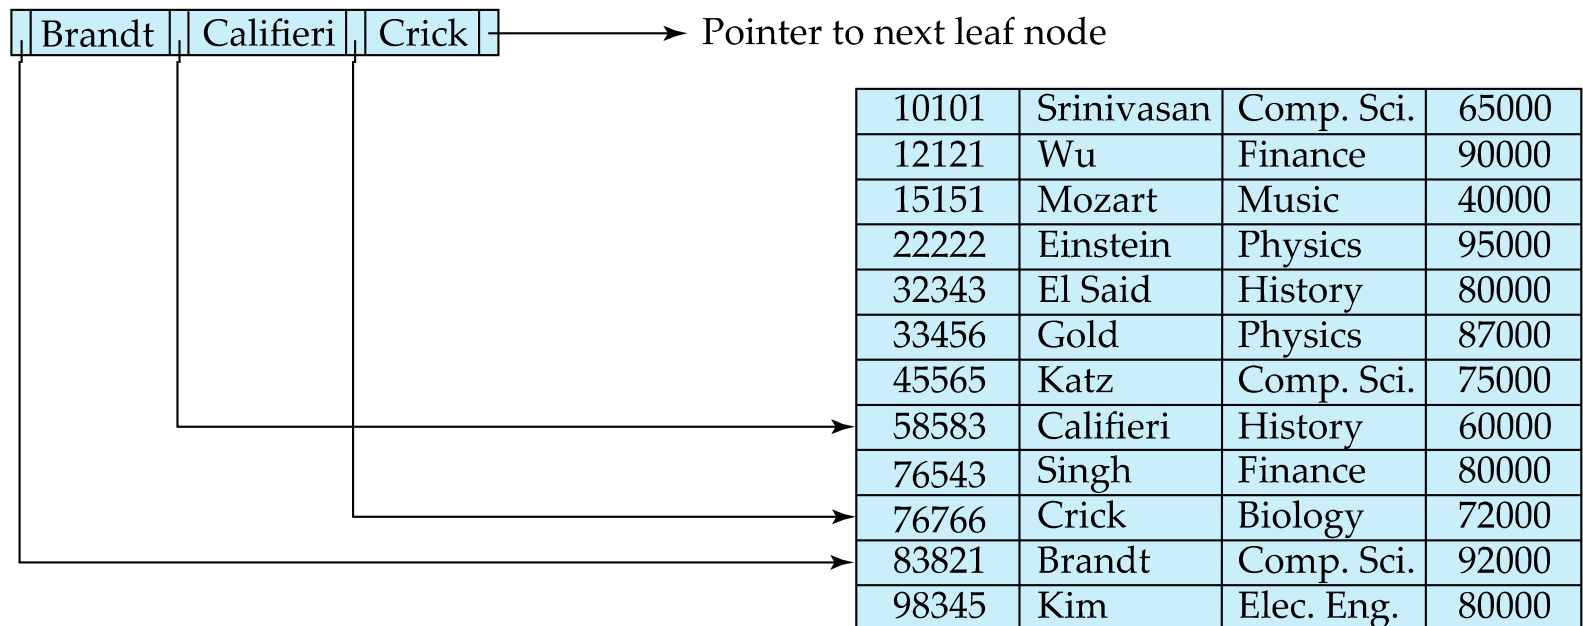 Brandt Califieri Crick Pointer to next leaf node
10101 Srinivasan Comp. Sci. 65000
12121 Wu Finance 90000
15151 Mozart Music 40000
22222 Einstein Physics 95000
32343 El Said History 80000
33456 Gold Physics 87000
45565 Katz Comp. Sci. 75000
58583 Califieri History 60000
76543 Singh Finance 80000
76766 Crick Biology 72000
83821 Brandt Comp. Sci. 92000
98345 Kim Elec. Eng. 80000